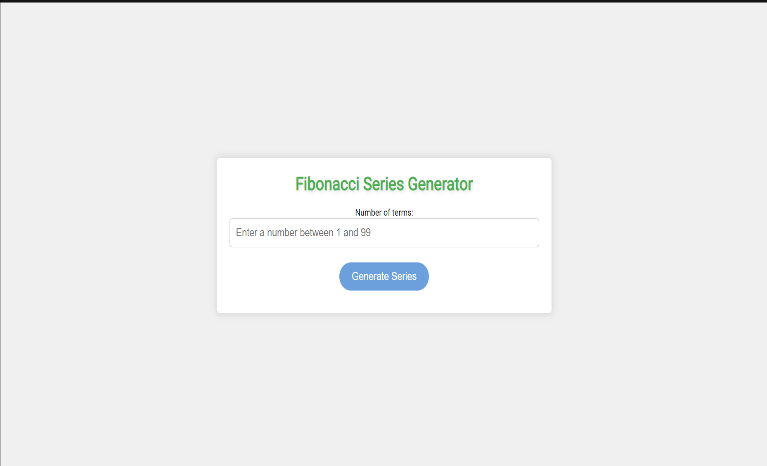 Fibonacci Series Generator
Number of terms:
Enter a number between 1 and 99
Generate Series